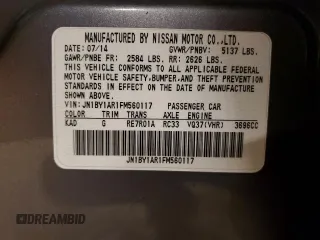 MANUFACTURED BY NISSAN MOTOR CO.,LTD.
DATE: 07/14 GVWR/PNBV: 5137 LBS.
GAWR/PNBE FR: 2584 LBS. RR: 2626 LBS.
THIS VEHICLE CONFORMS TO ALL APPLICABLE FEDERAL
MOTOR VEHICLE SAFETY,BUMPER,AND THEFT PREVENTION
STANDARDS IN EFFECT ON THE DATE OF MANUFACTURE
SHOWN ABOVE.
VIN: JN1BY1AR1FM560117 PASSENGER CAR
COLOR TRIM TRANS AXLE ENGINE
KAD G RE7R01A RC33 VQ37(VHR) 3696CC
JN1BY1AR1FM560117
DREAMBID